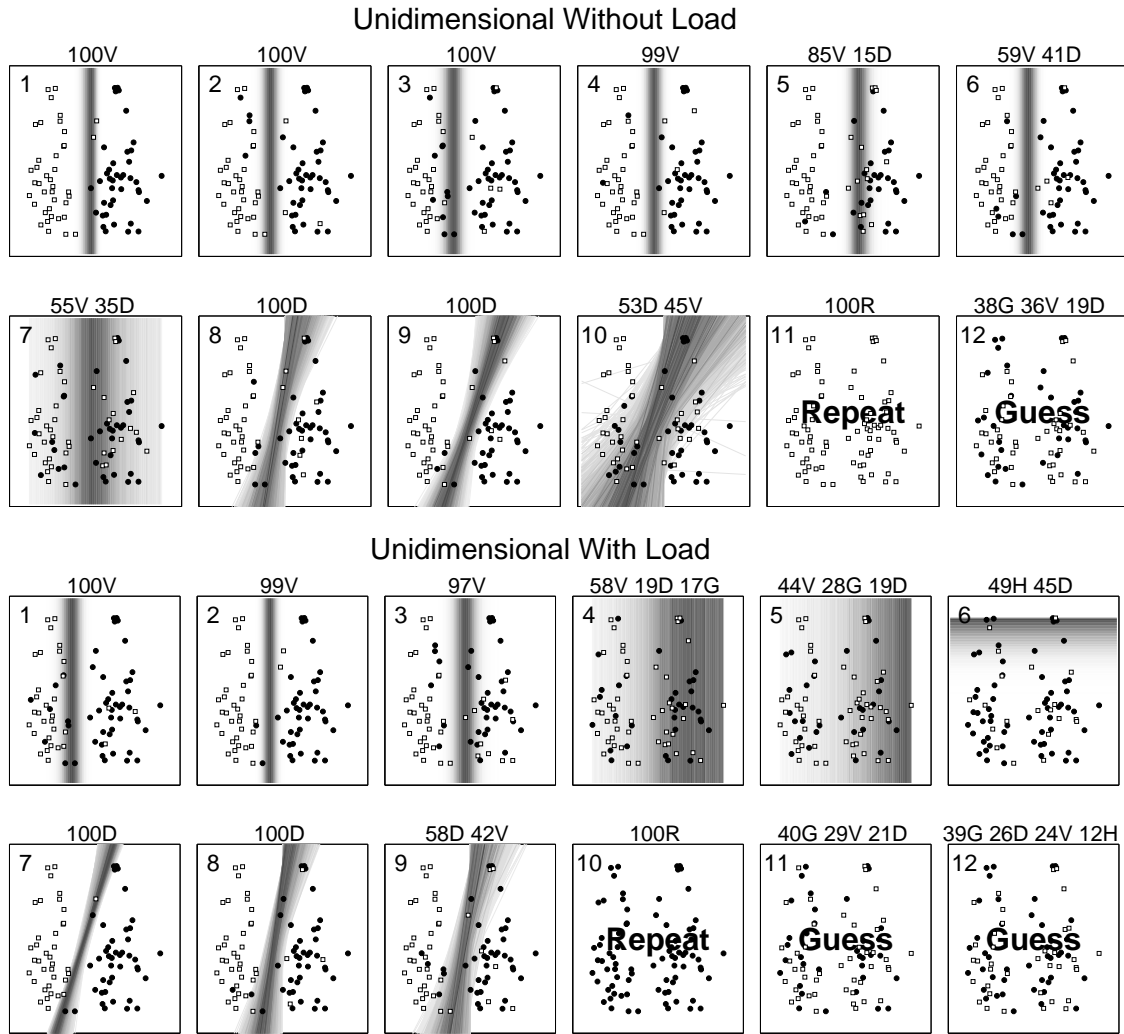 Unidimensional Without Load
100V 100V 100V 99V 85V 15D 59V 41D
1 2 3 4 5 6
55V 35D 100D 100D 53D 45V 100R 38G 36V 19D
7 8 9 10 11 12
Repeat Guess
Unidimensional With Load
100V 99V 97V 58V 19D 17G 44V 28G 19D 49H 45D
1 2 3 4 5 6
100D 100D 58D 42V 100R 40G 29V 21D 39G 26D 24V 12H
7 8 9 10 11 12
Repeat Guess Guess